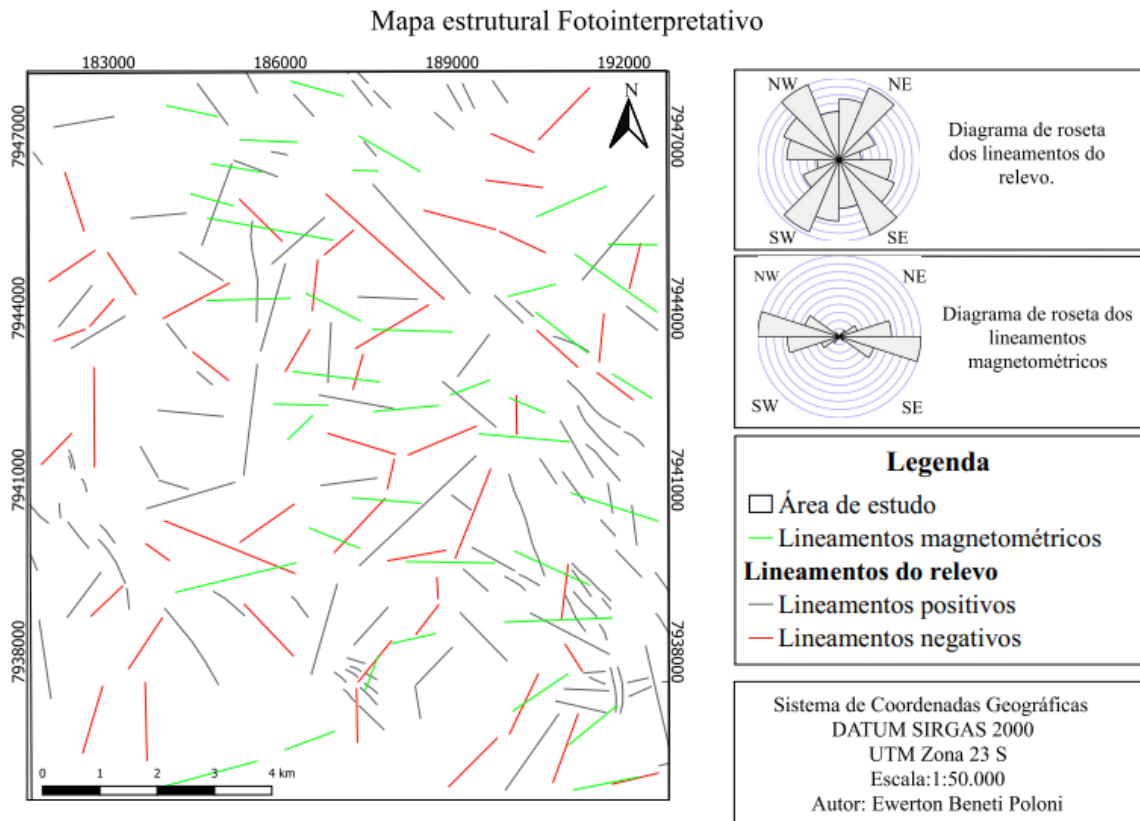 Mapa estrutural Fotointerpretativo
183000 186000 189000 192000
7947000
7944000
7941000
7938000
7947000
7944000
7941000
7938000
N
0 1 2 3 4 km
NW NE
SW SE
Diagrama de roseta
dos lineamentos do
relevo.
NW NE
SW SE
Diagrama de roseta dos
lineamentos
magnetométricos
Legenda
Área de estudo
Lineamentos magnetométricos
Lineamentos do relevo
Lineamentos positivos
Lineamentos negativos
Sistema de Coordenadas Geográficas
DATUM SIRGAS 2000
UTM Zona 23 S
Escala:1:50.000
Autor: Ewerton Beneti Poloni